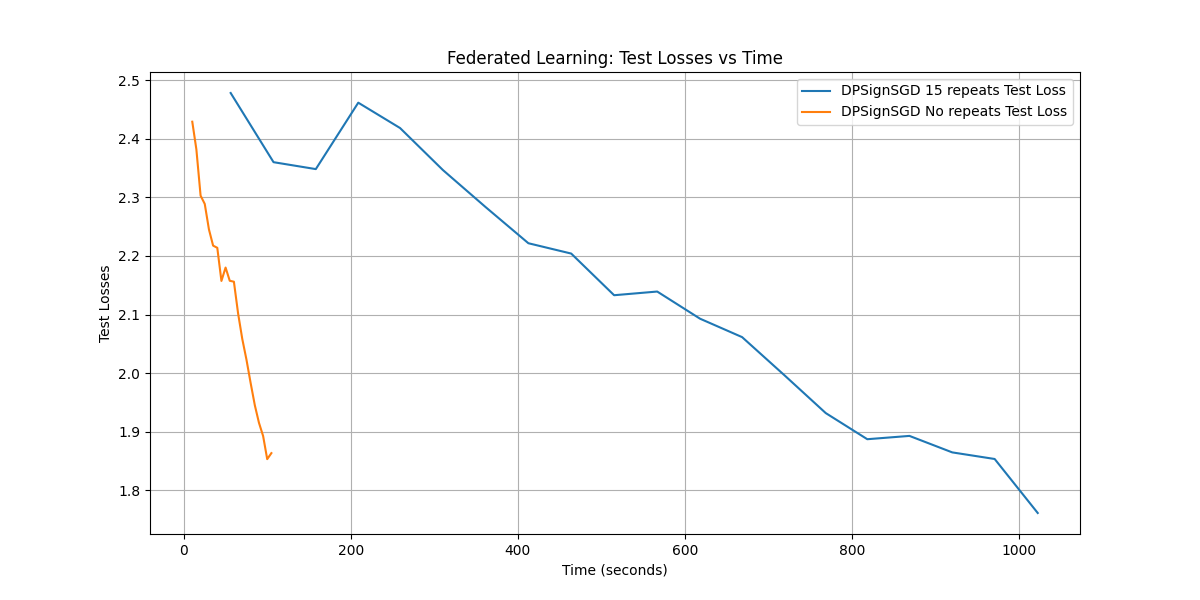 Federated Learning: Test Losses vs Time
DPSignSGD 15 repeats Test Loss
DPSignSGD No repeats Test Loss
Test Losses
2.5
2.4
2.3
2.2
2.1
2.0
1.9
1.8
0 200 400 600 800 1000
Time (seconds)